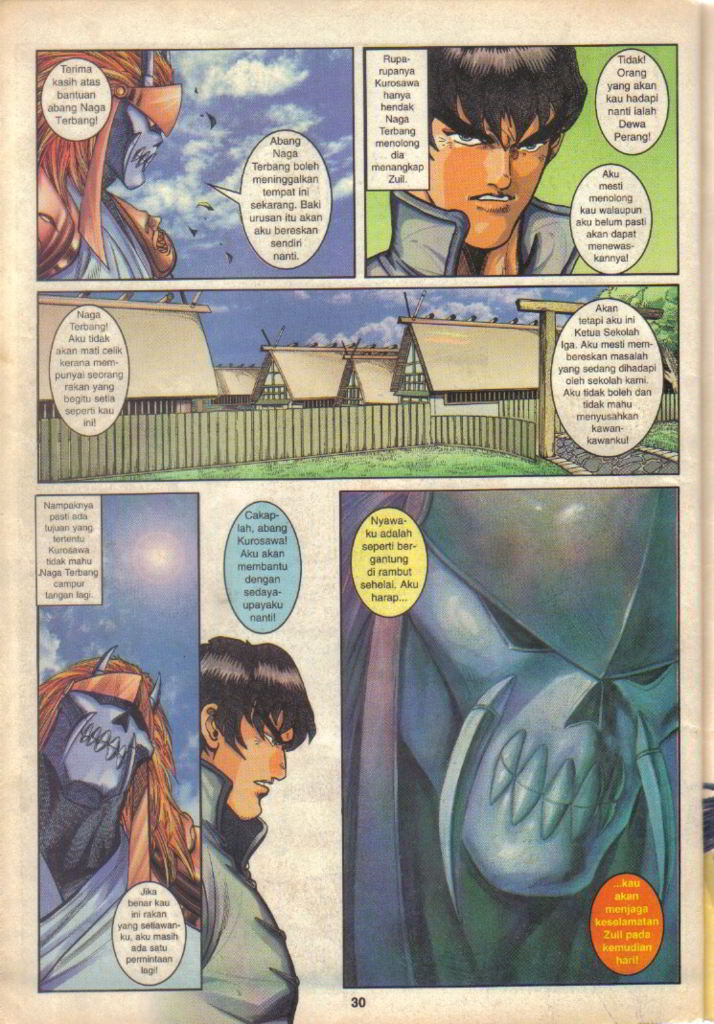 Terima
kasih atas
bantuan
abang Naga
Terbang!
Abang
Naga
Terbang boleh
meninggalkan
tempat ini
sekarang. Baki
urusan itu akan
aku bereskan
sendiri
nanti.
Rupa-
rupanya
Kurosawa
hanya
hendak
Naga
Terbang
menolong
dia
menangkap
Zuil.
Tidak!
Orang
yang akan
kau hadapi
nanti ialah
Dewa
Perang!
Aku
mesti
menolong
kau walaupun
aku belum pasti
akan dapat
menewas-
kannya!
Naga
Terbang!
Aku tidak
akan mati celik
kerana mem-
punyai seorang
rakan yang
begitu setia
seperti kau
ini!
Akan
tetapi aku ini
Ketua Sekolah
Iga. Aku mesti mem-
bereskan masalah
yang sedang dihadapi
oleh sekolah kami.
Aku tidak boleh dan
tidak mahu
menyusahkan
kawan-
kawanku!
Nampaknya
pasti ada
tujuan yang
tertentu
Kurosawa
tidak mahu
Naga Terbang
campur
tangan lagi.
Jika
benar kau
ini rakan
yang setiawan-
ku, aku masih
ada satu
permintaan
lagi!
Cakap-
lah, abang
Kurosawa!
Aku akan
membantu
dengan
sedaya-
upayaku
nanti!
Nyawa-
ku adalah
seperti ber-
gantung
di rambut
sehelai. Aku
harap...
...kau
akan
menjaga
keselamatan
Zuil pada
kemudian
hari!
30